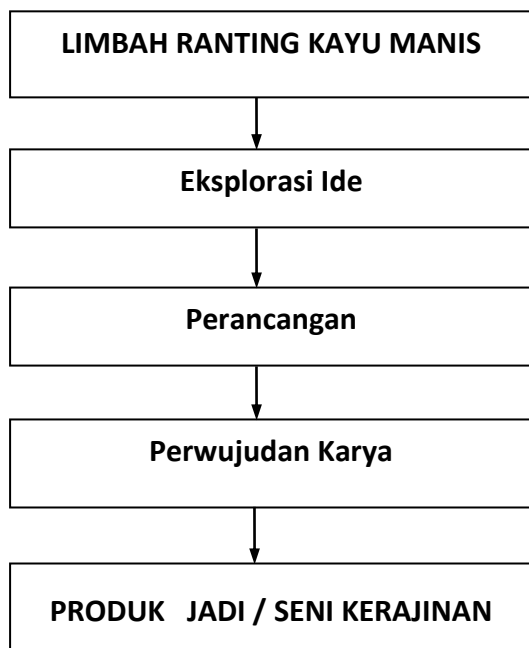 LIMBAH RANTING KAYU MANIS
Eksplorasi Ide
Perancangan
Perwujudan Karya
PRODUK JADI / SENI KERAJINAN